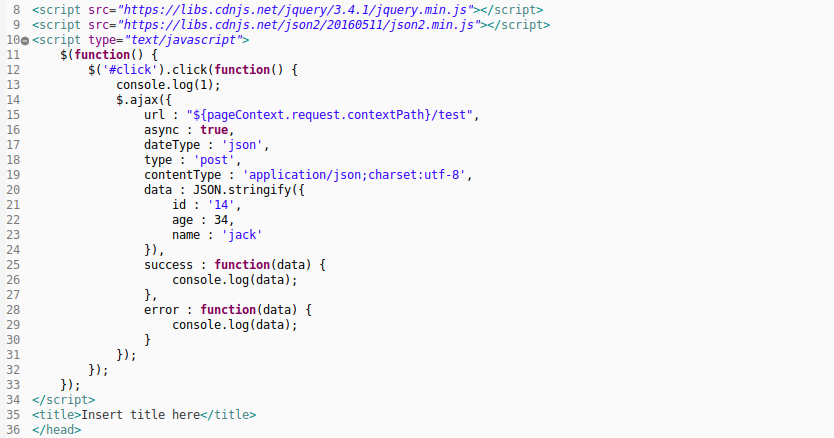 8 <script src="https://libs.cdnjs.net/jquery/3.4.1/jquery.min.js"></script>
9 <script src="https://libs.cdnjs.net/json2/20160511/json2.min.js"></script>
10 <script type="text/javascript">
11     $(function() {
12         $('#click').click(function() {
13             console.log(1);
14             $.ajax({
15                 url : "${pageContext.request.contextPath}/test",
16                 async : true,
17                 dateType : 'json',
18                 type : 'post',
19                 contentType : 'application/json;charset:utf-8',
20                 data : JSON.stringify({
21                     id : '14',
22                     age : 34,
23                     name : 'jack'
24                 }),
25                 success : function(data) {
26                     console.log(data);
27                 },
28                 error : function(data) {
29                     console.log(data);
30                 }
31             });
32         });
33     });
34 </script>
35 <title>Insert title here</title>
36 </head>